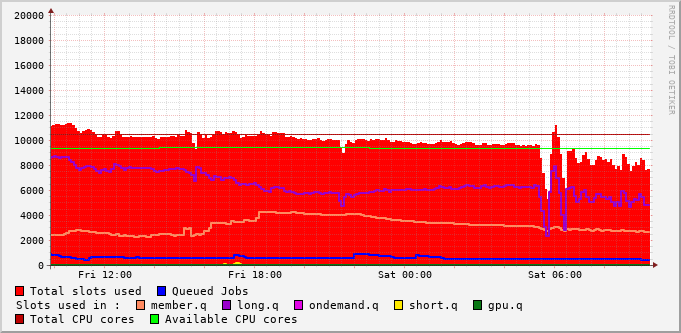 20000
18000
16000
14000
12000
10000
8000
6000
4000
2000
0
Fri 12:00 Fri 18:00 Sat 00:00 Sat 06:00
RRDTOOL / TOBI OETIKER
Total slots used Queued Jobs
Slots used in : member.q long.q ondemand.q short.q gpu.q
Total CPU cores Available CPU cores